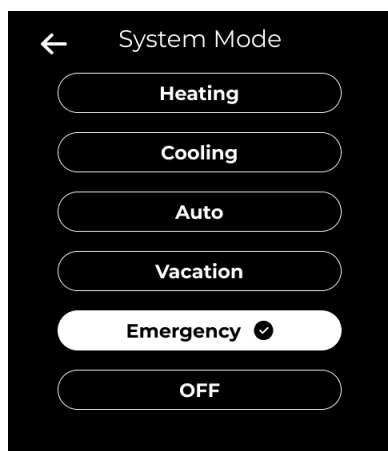 System Mode
Heating
Cooling
Auto
Vacation
Emergency
OFF